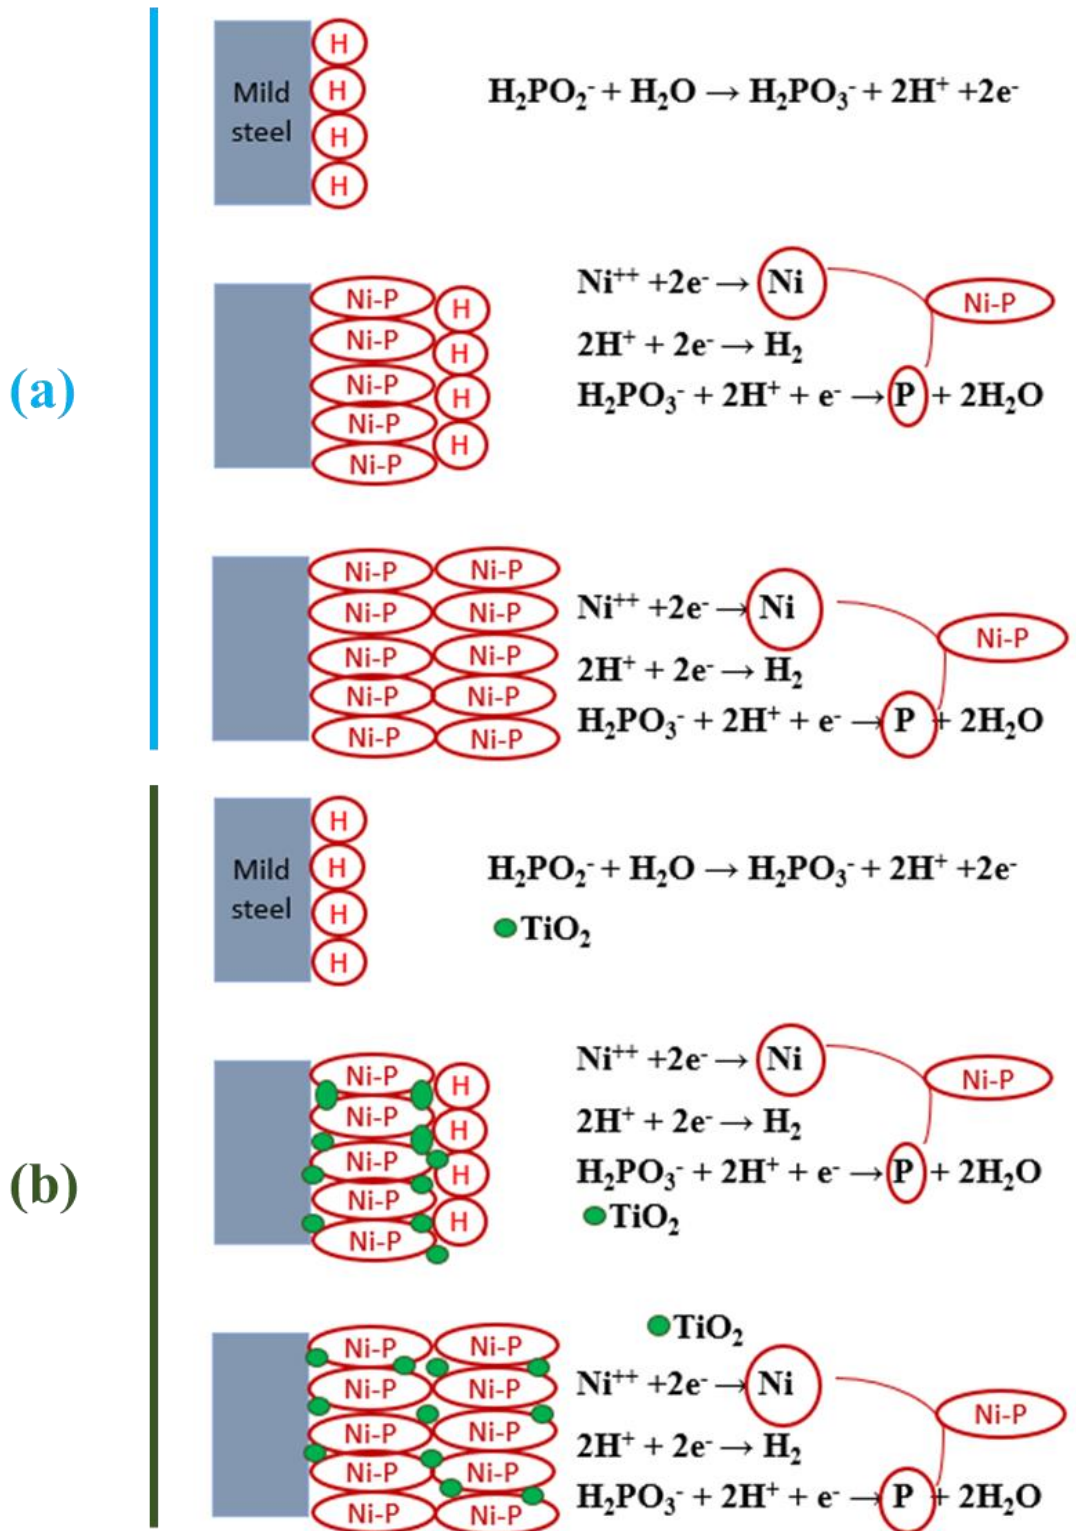 H
H
Mild steel
H
H
H₂PO₂⁻ + H₂O → H₂PO₃⁻ + 2H⁺ +2e⁻
(a)
Ni-P
Ni-P
Ni-P
Ni-P
Ni-P
H
H
H
H
Ni⁺⁺ +2e⁻ → Ni
Ni-P
2H⁺ + 2e⁻ → H₂
H₂PO₃⁻ + 2H⁺ + e⁻ → P + 2H₂O
Ni-P Ni-P
Ni-P Ni-P
Ni-P Ni-P
Ni-P Ni-P
Ni-P Ni-P
Ni⁺⁺ +2e⁻ → Ni
Ni-P
2H⁺ + 2e⁻ → H₂
H₂PO₃⁻ + 2H⁺ + e⁻ → P + 2H₂O
H
H
Mild steel
H
H
H₂PO₂⁻ + H₂O → H₂PO₃⁻ + 2H⁺ +2e⁻
TiO₂
(b)
Ni-P
Ni-P
Ni-P
Ni-P
Ni-P
H
H
H
H
Ni⁺⁺ +2e⁻ → Ni
Ni-P
2H⁺ + 2e⁻ → H₂
H₂PO₃⁻ + 2H⁺ + e⁻ → P + 2H₂O
TiO₂
Ni-P Ni-P
Ni-P Ni-P
Ni-P Ni-P
Ni-P Ni-P
Ni-P Ni-P
TiO₂
Ni⁺⁺ +2e⁻ → Ni
Ni-P
2H⁺ + 2e⁻ → H₂
H₂PO₃⁻ + 2H⁺ + e⁻ → P + 2H₂O